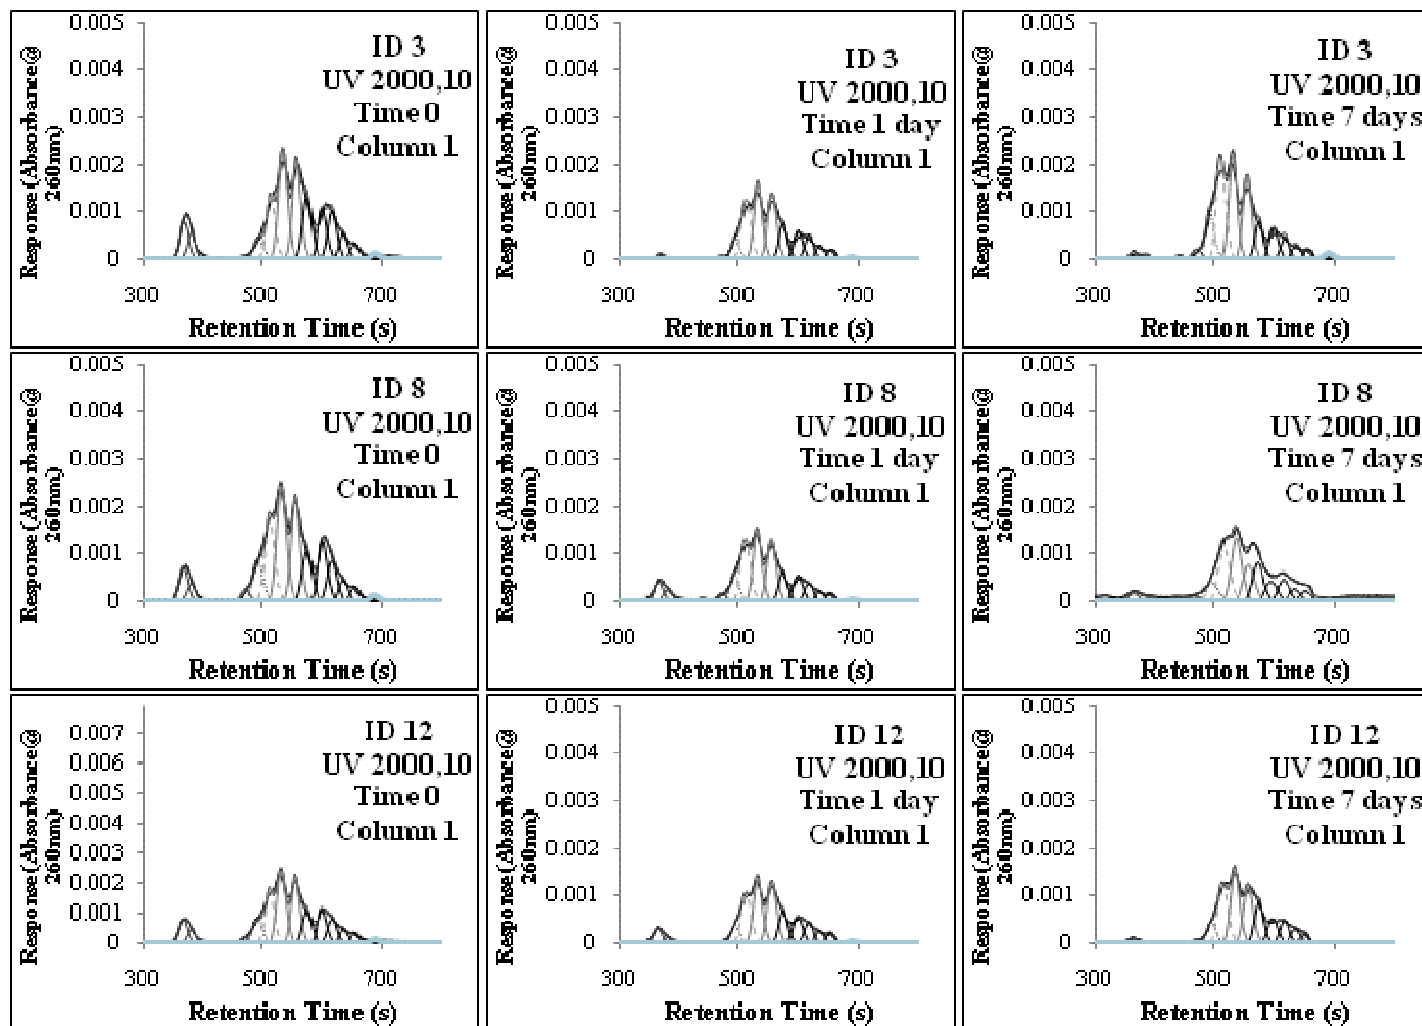 0.005
0.004
0.003
0.002
0.001
0
300 500 700
Retention Time (s)
Response (Absorbance@
260nm)
ID 3
UV 2000,10
Time 0
Column 1
0.005
0.004
0.003
0.002
0.001
0
300 500 700
Retention Time (s)
Response (Absorbance@
260nm)
ID 3
UV 2000,10
Time 1 day
Column 1
0.005
0.004
0.003
0.002
0.001
0
300 500 700
Retention Time (s)
Response (Absorbance@
260nm)
ID 3
UV 2000,10
Time 7 days
Column 1
0.005
0.004
0.003
0.002
0.001
0
300 500 700
Retention Time (s)
Response (Absorbance@
260nm)
ID 8
UV 2000,10
Time 0
Column 1
0.005
0.004
0.003
0.002
0.001
0
300 500 700
Retention Time (s)
Response (Absorbance@
260nm)
ID 8
UV 2000,10
Time 1 day
Column 1
0.005
0.004
0.003
0.002
0.001
0
300 500 700
Retention Time (s)
Response (Absorbance@
260nm)
ID 8
UV 2000,10
Time 7 days
Column 1
0.007
0.006
0.005
0.004
0.003
0.002
0.001
0
300 500 700
Retention Time (s)
Response (Absorbance@
260nm)
ID 12
UV 2000,10
Time 0
Column 1
0.005
0.004
0.003
0.002
0.001
0
300 500 700
Retention Time (s)
Response (Absorbance@
260nm)
ID 12
UV 2000,10
Time 1 day
Column 1
0.005
0.004
0.003
0.002
0.001
0
300 500 700
Retention Time (s)
Response (Absorbance@
260nm)
ID 12
UV 2000,10
Time 7 days
Column 1